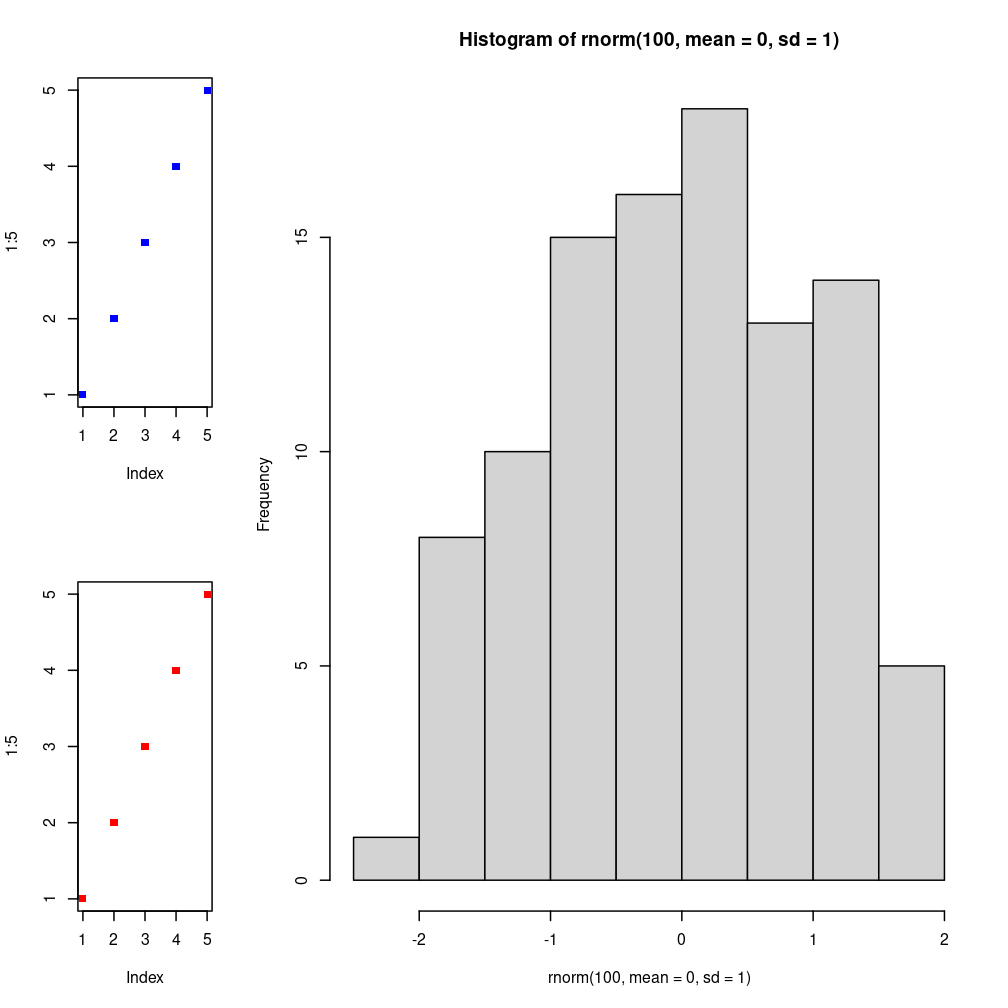 Histogram of rnorm(100, mean = 0, sd = 1)
5
4
3
2
1
1:5
1 2 3 4 5
Index
5
4
3
2
1
1:5
1 2 3 4 5
Index
15
10
5
0
Frequency
-2 -1 0 1 2
rnorm(100, mean = 0, sd = 1)